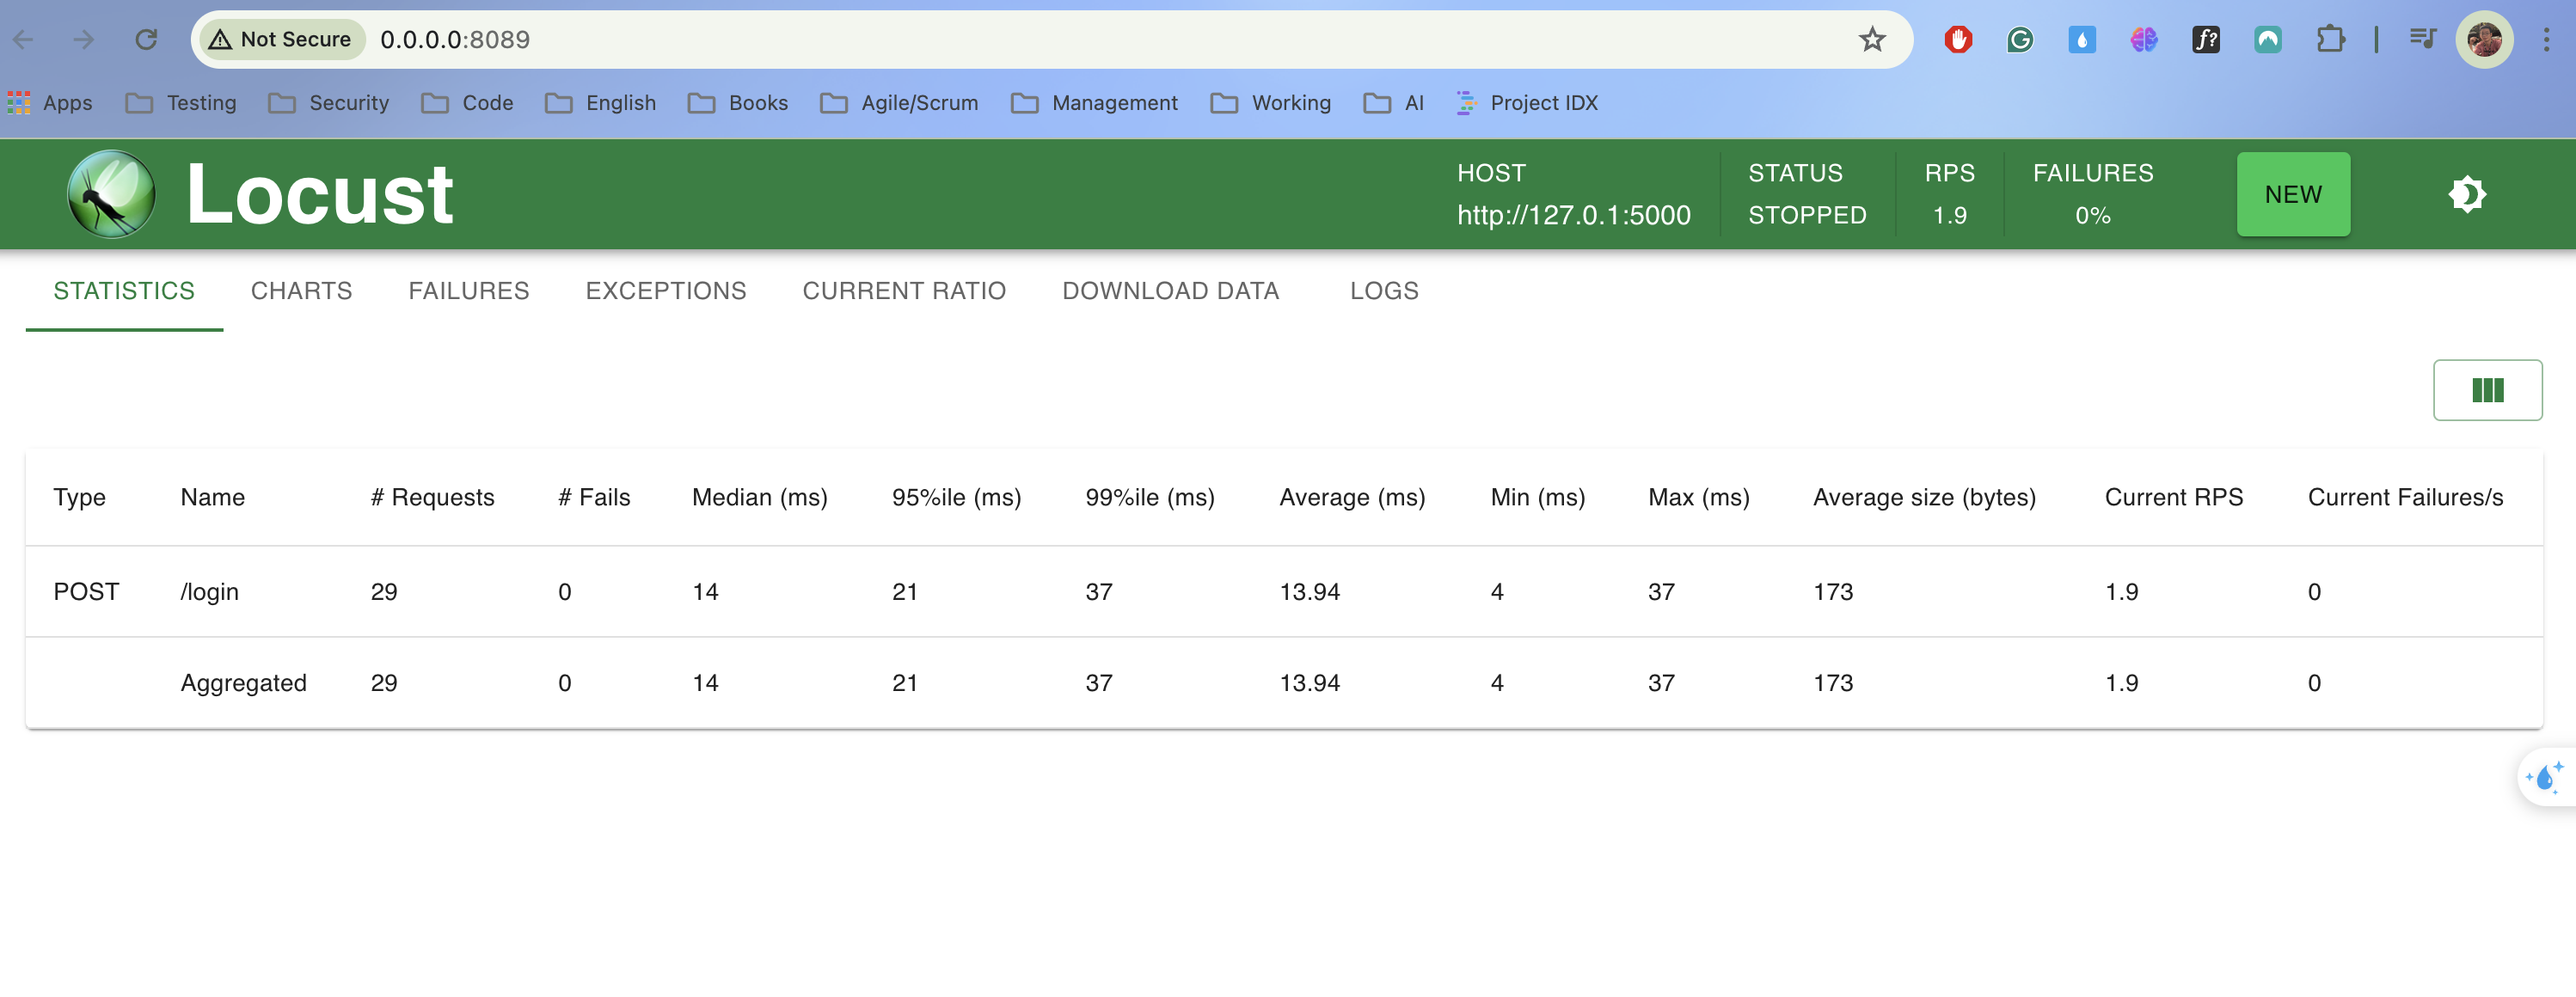 Not Secure 0.0.0.0:8089
Apps Testing Security Code English Books Agile/Scrum Management Working AI Project IDX
Locust
HOST STATUS RPS FAILURES
http://127.0.1:5000 STOPPED 1.9 0%
NEW
STATISTICS CHARTS FAILURES EXCEPTIONS CURRENT RATIO DOWNLOAD DATA LOGS
Type Name # Requests # Fails Median (ms) 95%ile (ms) 99%ile (ms) Average (ms) Min (ms) Max (ms) Average size (bytes) Current RPS Current Failures/s
POST /login 29 0 14 21 37 13.94 4 37 173 1.9 0
Aggregated 29 0 14 21 37 13.94 4 37 173 1.9 0